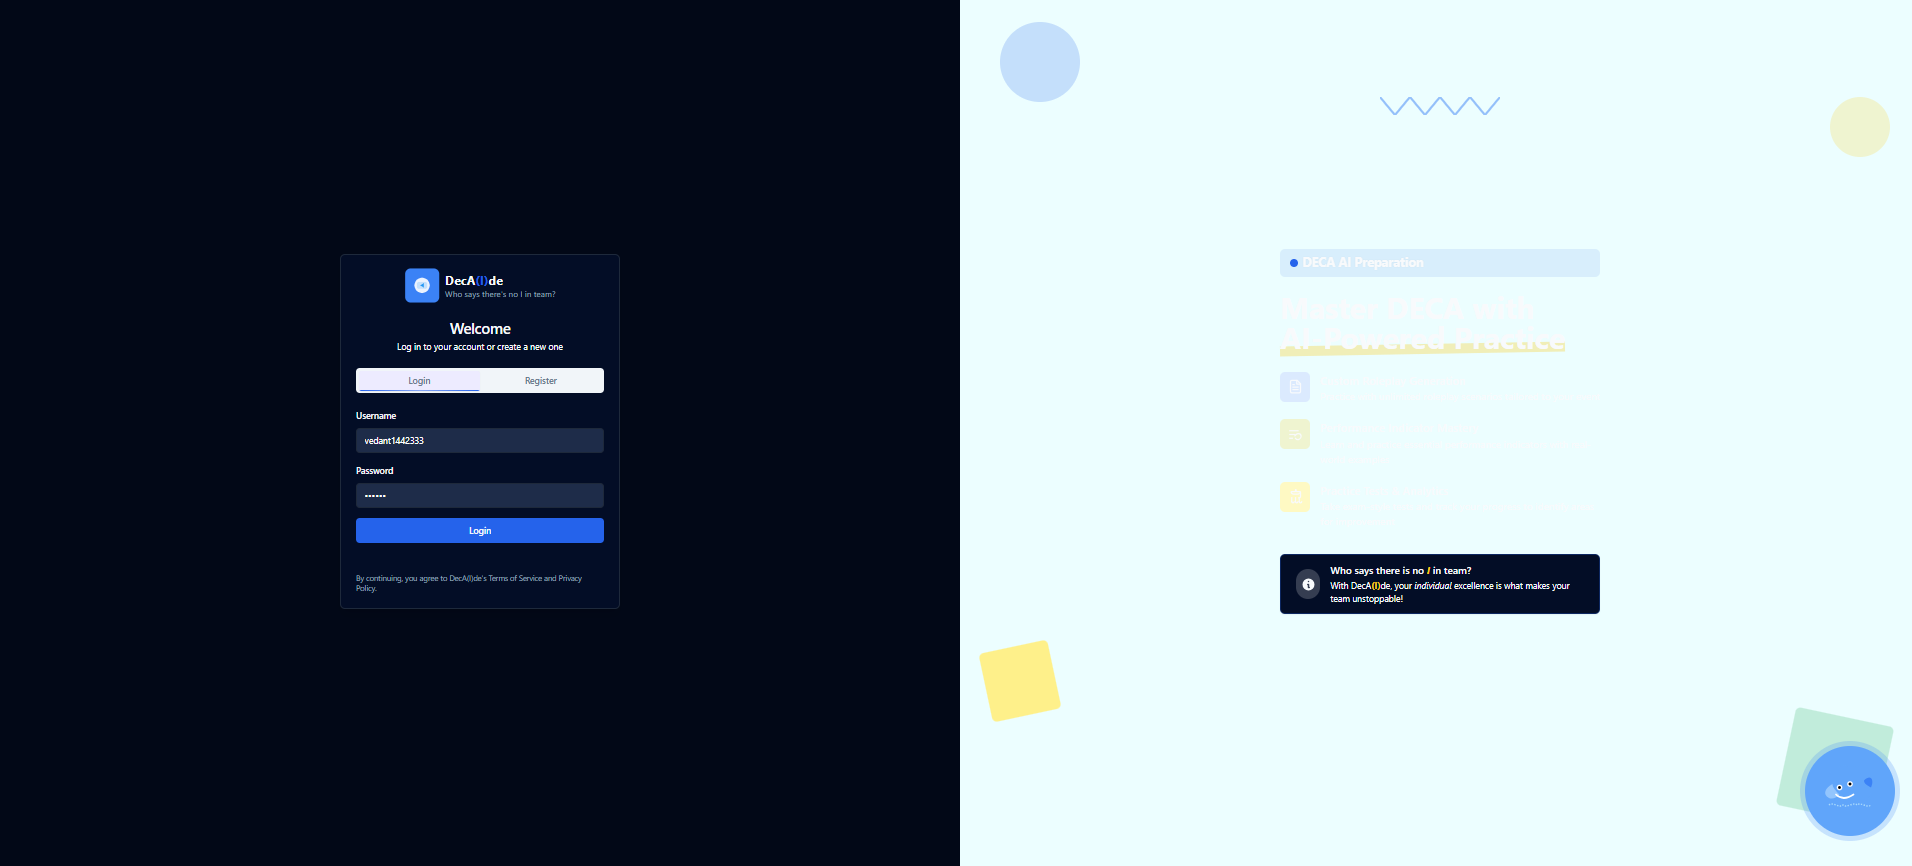 DecA(I)de
Who says there's no I in team?
Welcome
Log in to your account or create a new one
Login
Register
Username
vedant1442333
Password
••••••
Login
By continuing, you agree to DecA(I)de's Terms of Service and Privacy
Policy.
DECA AI Preparation
Master DECA with
AI-Powered Practice
Who says there is no I in team?
With DecA(I)de, your individual excellence is what makes your
team unstoppable!